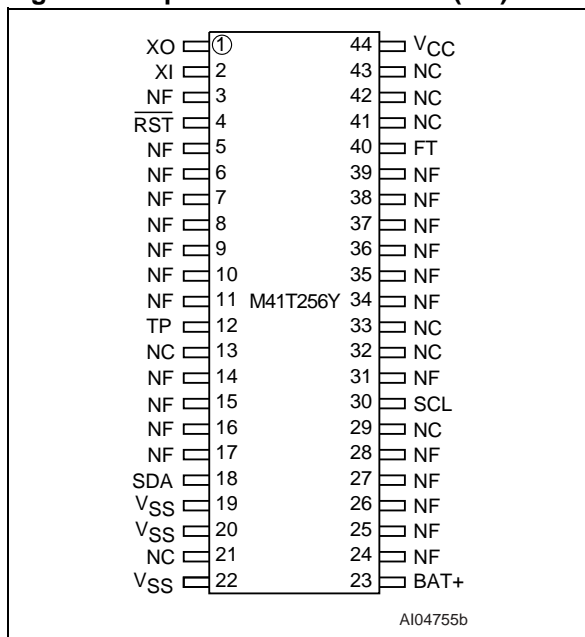 XO 1 44 VCC
XI 2 43 NC
NF 3 42 NC
RST 4 41 NC
NF 5 40 FT
NF 6 39 NF
NF 7 38 NF
NF 8 37 NF
NF 9 36 NF
NF 10 35 NF
NF 11 M41T256Y 34 NF
TP 12 33 NC
NC 13 32 NC
NF 14 31 NF
NF 15 30 SCL
NF 16 29 NC
NF 17 28 NF
SDA 18 27 NF
VSS 19 26 NF
VSS 20 25 NF
NC 21 24 NF
VSS 22 23 BAT+
AI04755b